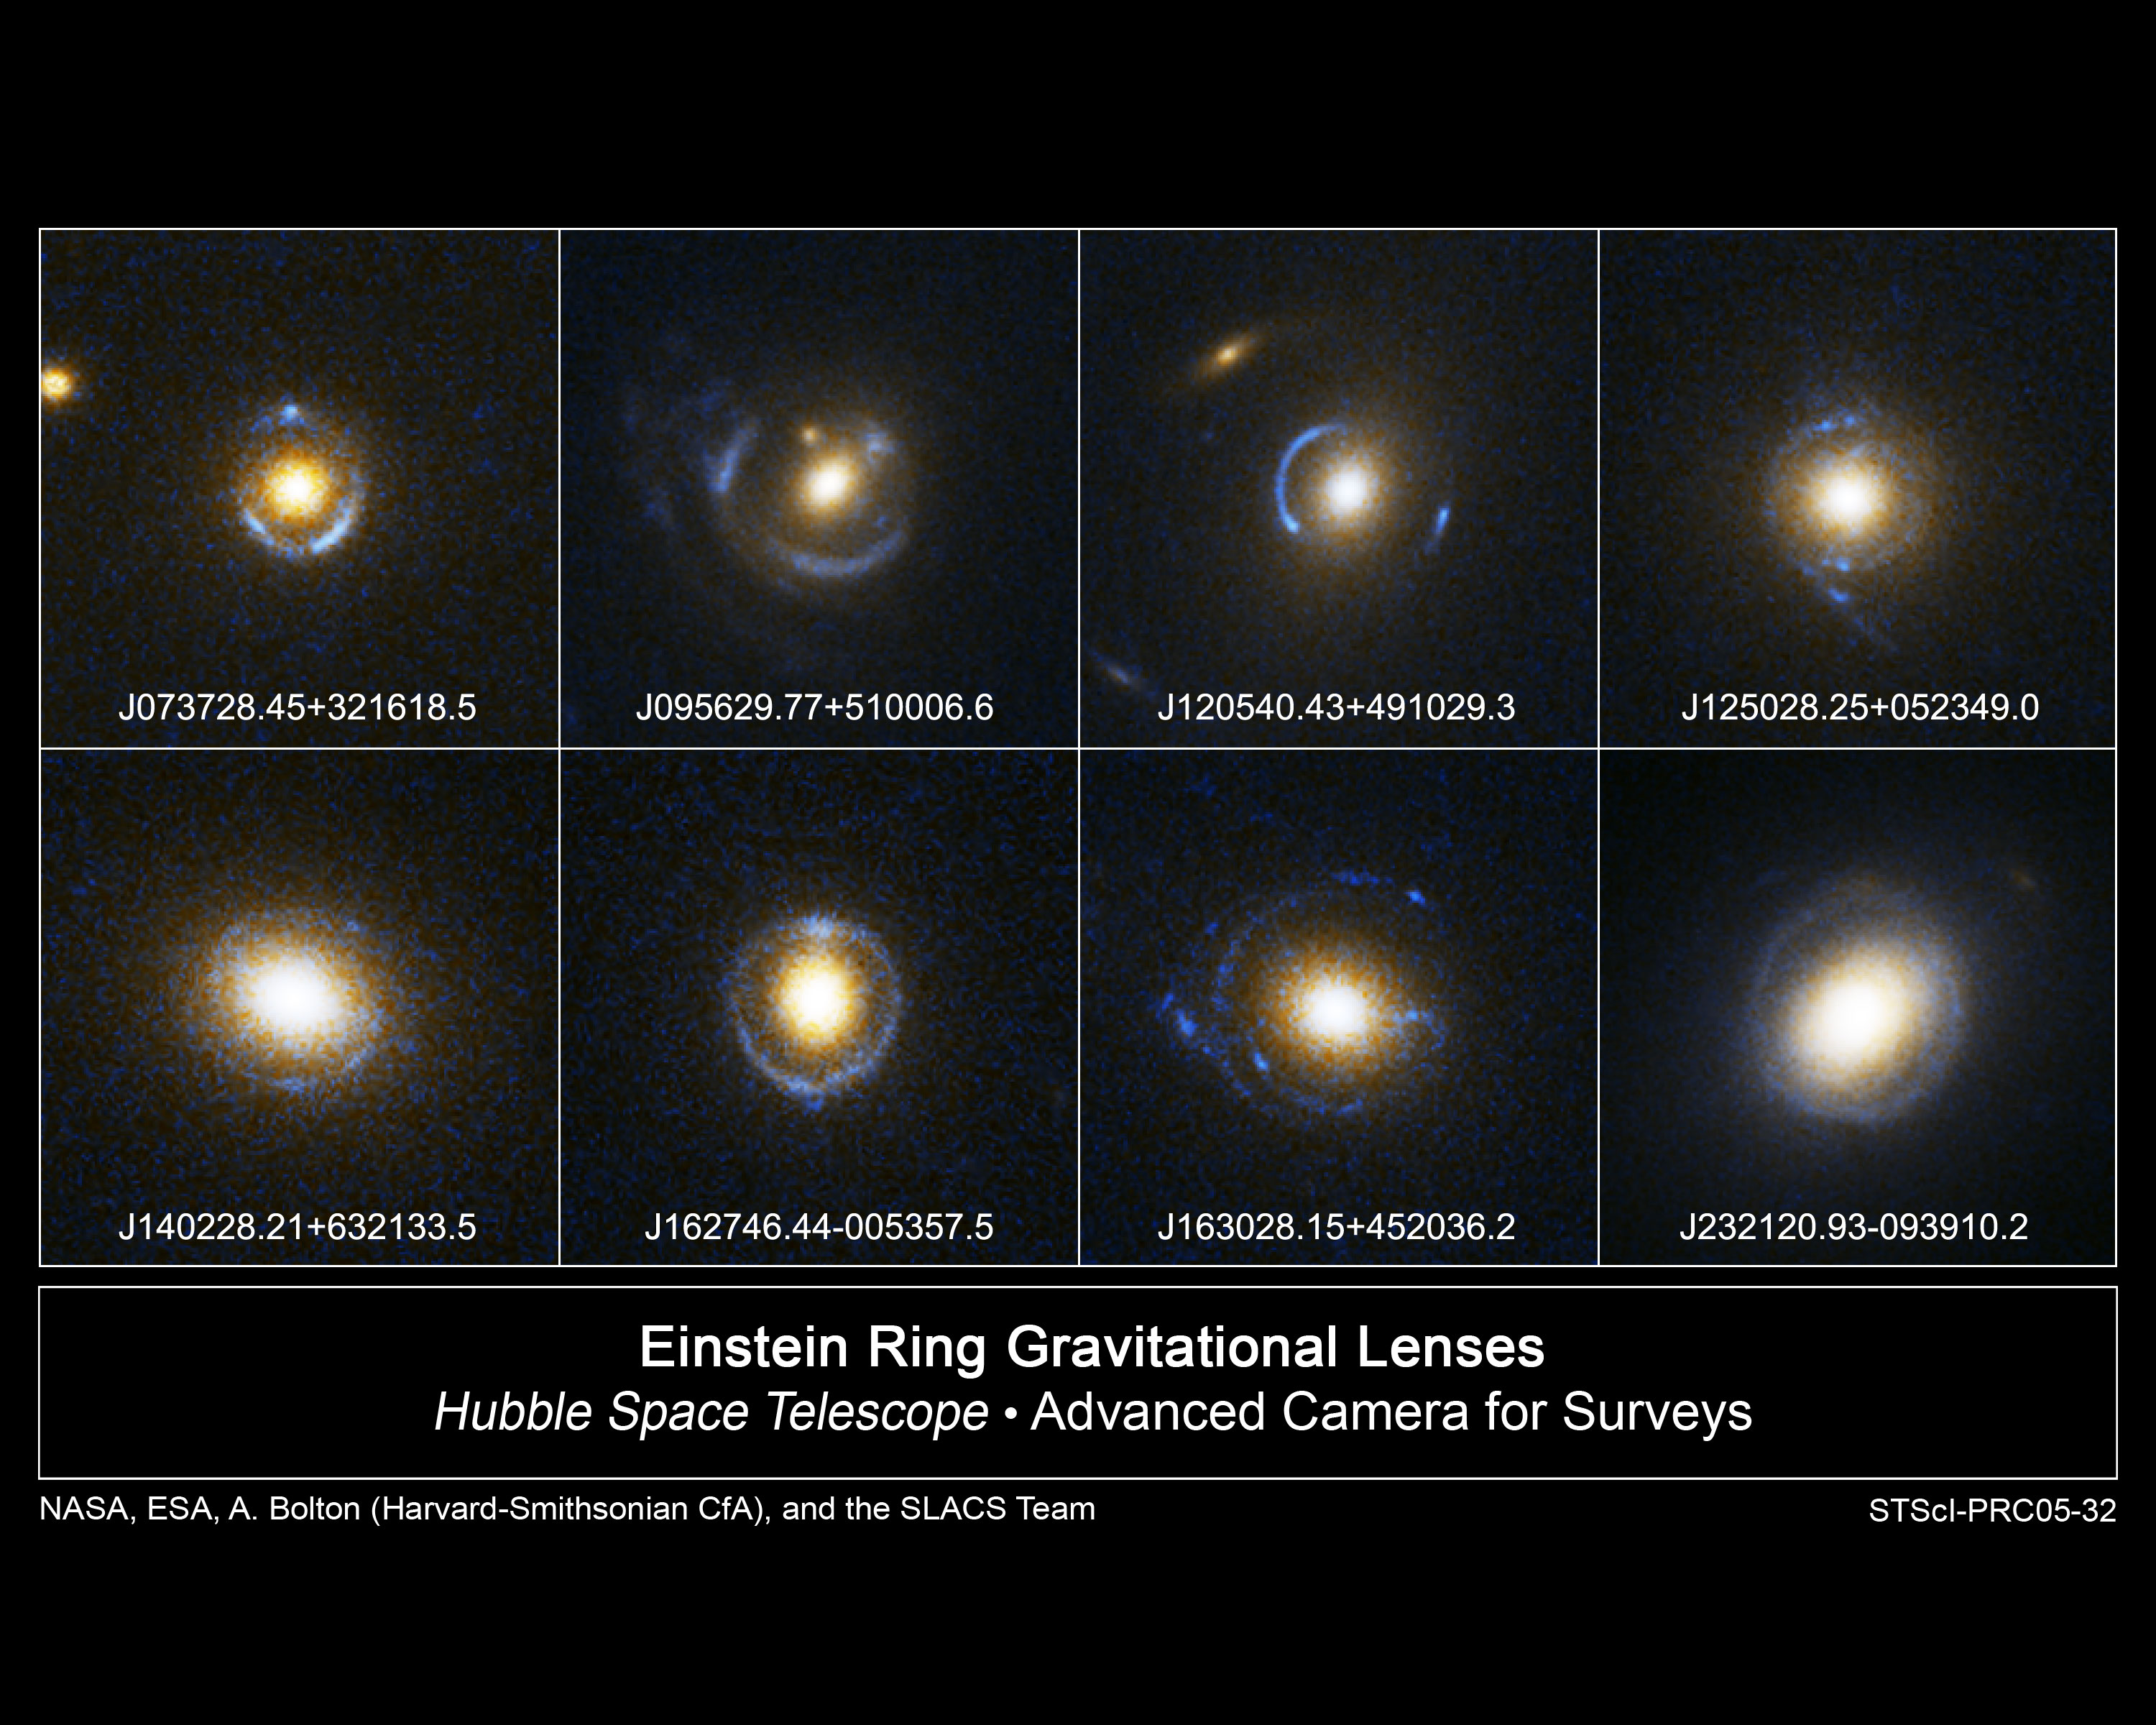 J073728.45+321618.5
J095629.77+510006.6
J120540.43+491029.3
J125028.25+052349.0
J140228.21+632133.5
J162746.44-005357.5
J163028.15+452036.2
J232120.93-093910.2
Einstein Ring Gravitational Lenses
Hubble Space Telescope • Advanced Camera for Surveys
NASA, ESA, A. Bolton (Harvard-Smithsonian CfA), and the SLACS Team
STScI-PRC05-32